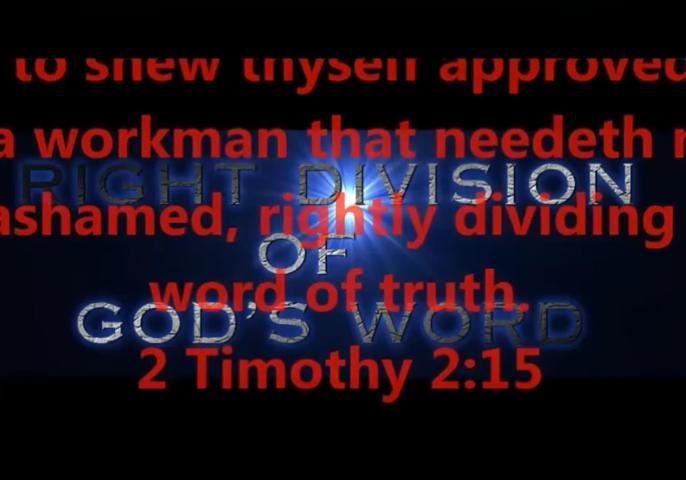 to shew thyself approved
a workman that needeth
RIGHT DIVISION
ashamed, rightly dividing
OF
word of truth.
GOD'S WORD
2 Timothy 2:15